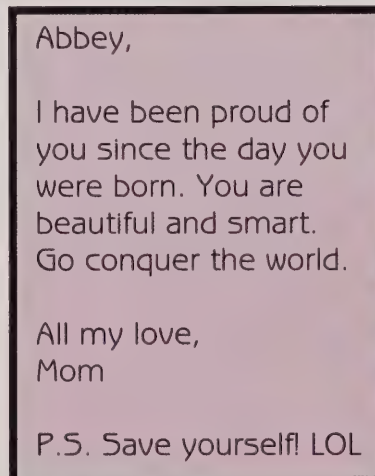 Abbey,
I have been proud of
you since the day you
were born. You are
beautiful and smart.
Go conquer the world.
All my love,
Mom
P.S. Save yourself! LOL